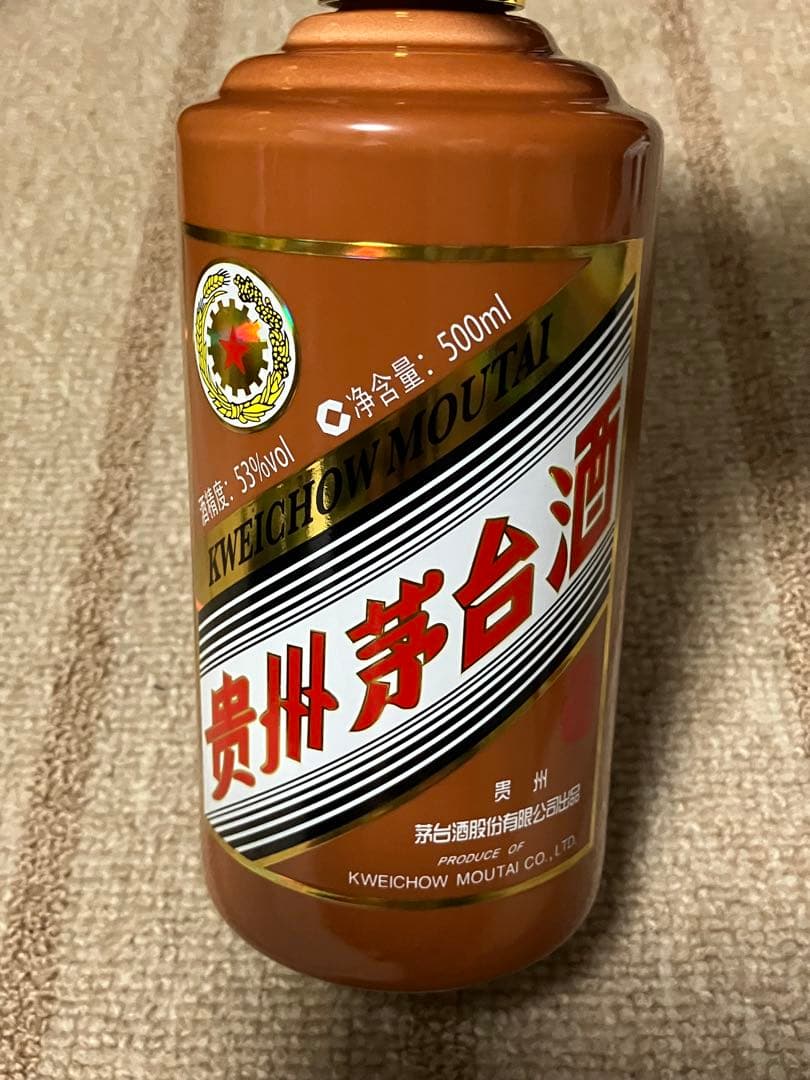 净含量：500ml
酒精度：53%vol
KWEICHOW MOUTAI
贵州茅台酒
贵州
茅台酒股份有限公司出品
PRODUCE OF
KWEICHOW MOUTAI CO., LTD.